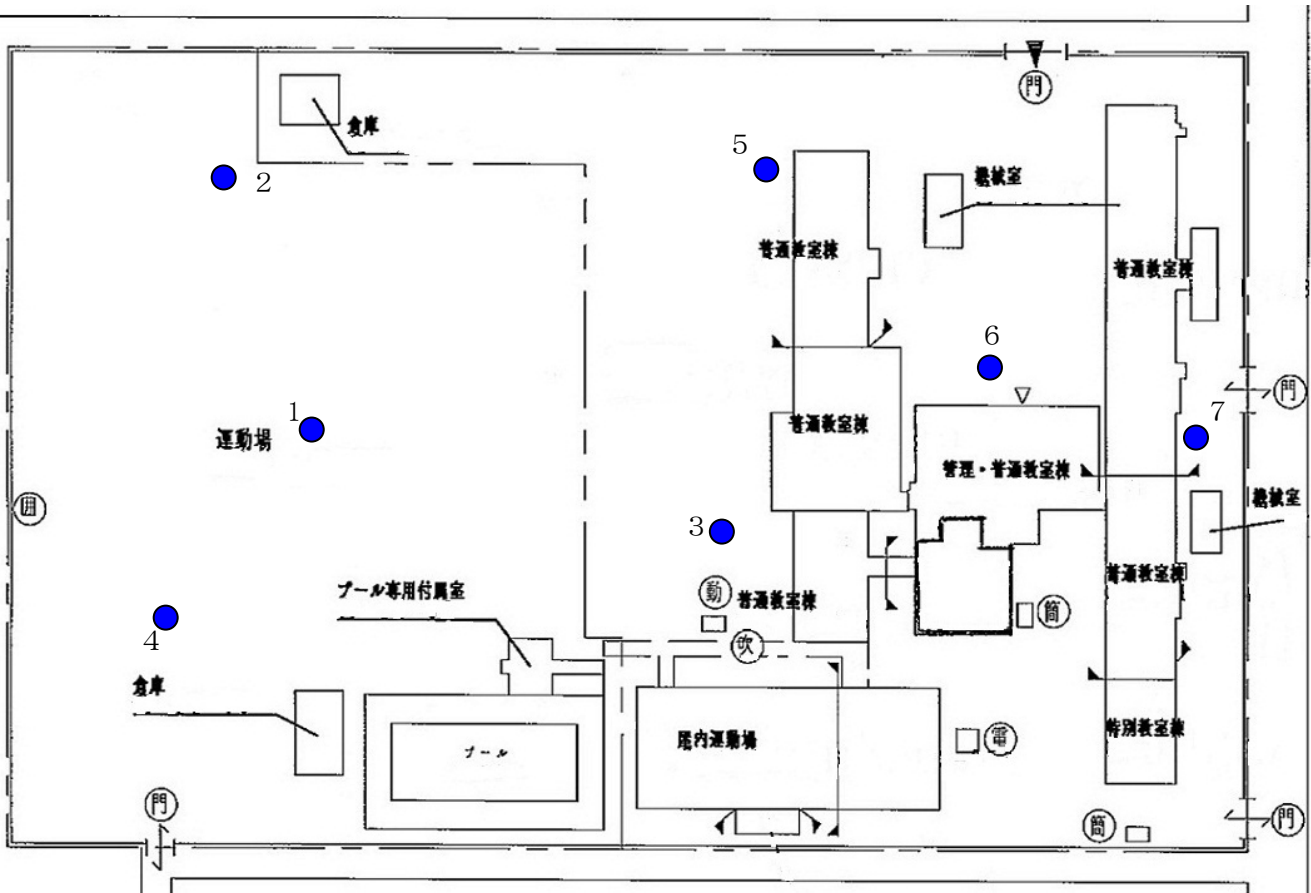 門
倉庫
5
2
機械室
普通教室棟
普通教室棟
6
門
1
7
運動場
普通教室棟
管理・普通教室棟
機械室
囲
3
プール専用付属室
動
普通教室棟
普通教室棟
簡
4
吹
倉庫
特別教室棟
屋内運動場
電
プール
門
簡
門